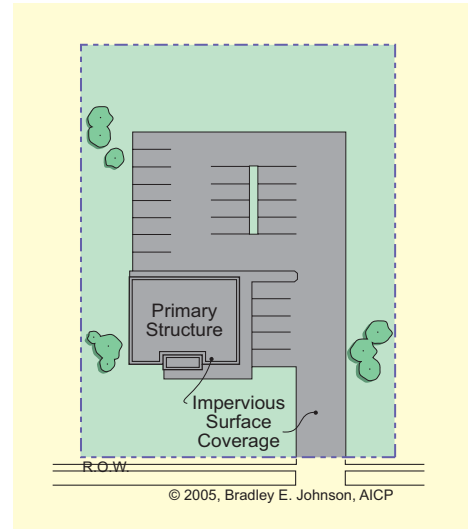 Primary
Structure
Impervious
Surface
Coverage
R.O.W.
© 2005, Bradley E. Johnson, AICP